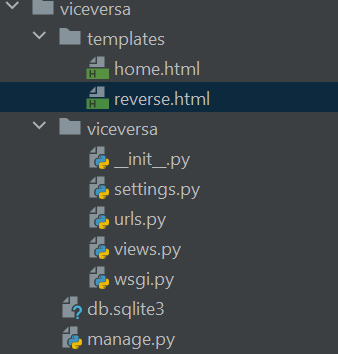 viceversa
templates
home.html
reverse.html
viceversa
__init__.py
settings.py
urls.py
views.py
wsgi.py
db.sqlite3
manage.py